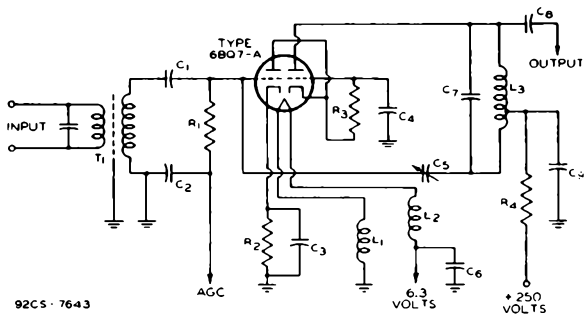 TYPE
6BQ7-A
C8
C1
OUTPUT
L3
C7
INPUT
R3
C4
R1
T1
C5
C2
C9
L2
R4
R2
C3
L1
C6
AGC
6.3
VOLTS
+250
VOLTS
92CS-7643